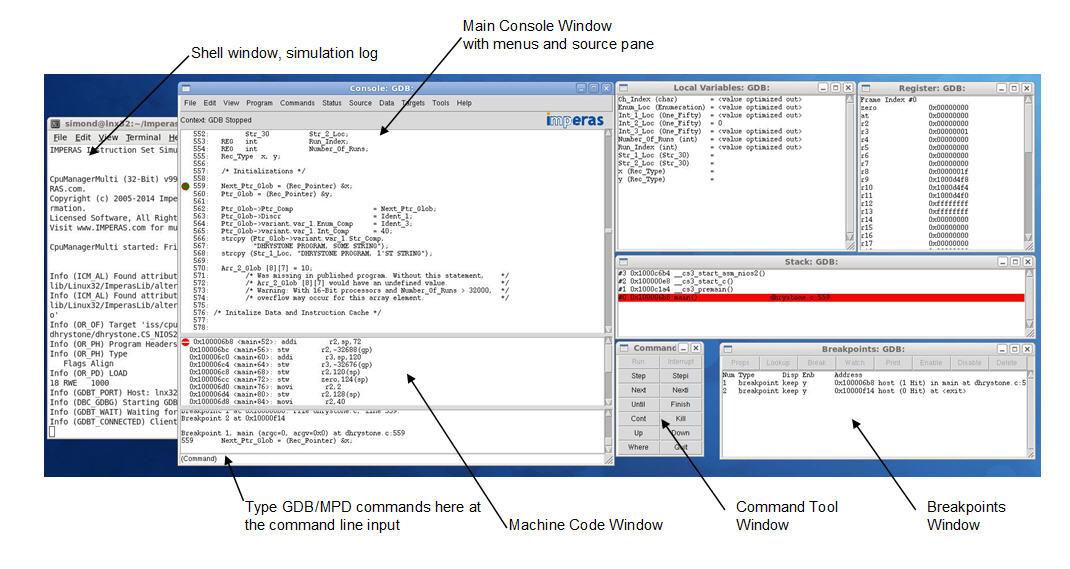 Main Console Window
with menus and source pane
Shell window, simulation log
simond@lnx32:~/Imperas
File Edit View Terminal He
IMPERAS Instruction Set Simu
CpuManagerMulti (32-Bit) v99
RAS.com.
Copyright (c) 2005-2014 Impe
rmation.
Licensed Software, All Right
Visit www.IMPERAS.com for mu
CpuManagerMulti started: Fri
Info (ICM_AL) Found attribut
lib/Linux32/ImperasLib/alter
Info (ICM_AL) Found attribut
lib/Linux32/ImperasLib/alter
o'
Info (OR_OF) Target 'iss/cpu
dhrystone/dhrystone.CS_NIOS2
Info (OR_PH) Program Headers
Info (OR_PH) Type
Flags Align
Info (OR_PD) LOAD
18 RWE 1000
Info (GDBT_PORT) Host: lnx32
Info (DBC_GDBG) Starting GDB
Info (GDBT_WAIT) Waiting for
Info (GDBT_CONNECTED) Client
Console: GDB:
File Edit View Program Commands Status Source Data Targets Tools Help
Context: GDB Stopped
imperas
552: Str_30 Str_2_Loc;
553: REG int Run_Index;
554: REG int Number_Of_Runs;
555: Rec_Type x, y;
556:
557: /* Initializations */
558:
559: Next_Ptr_Glob = (Rec_Pointer) &x;
560: Ptr_Glob = (Rec_Pointer) &y;
561:
562: Ptr_Glob->Ptr_Comp = Next_Ptr_Glob;
563: Ptr_Glob->Discr = Ident_1;
564: Ptr_Glob->variant.var_1.Enum_Comp = Ident_3;
565: Ptr_Glob->variant.var_1.Int_Comp = 40;
566: strcpy (Ptr_Glob->variant.var_1.Str_Comp,
567: "DHRYSTONE PROGRAM, SOME STRING");
568: strcpy (Str_1_Loc, "DHRYSTONE PROGRAM, 1'ST STRING");
569:
570: Arr_2_Glob [8][7] = 10;
571: /* Was missing in published program. Without this statement, */
572: /* Arr_2_Glob [8][7] would have an undefined value. */
573: /* Warning: With 16-Bit processors and Number_Of_Runs > 32000, */
574: /* overflow may occur for this array element. */
575:
576: /* Initalize Data and Instruction Cache */
577:
578:
0x100006b8 <main+52>: addi r2,sp,72
0x100006bc <main+56>: stw r2,-32688(gp)
0x100006c0 <main+60>: addi r3,sp,120
0x100006c4 <main+64>: stw r3,-32676(gp)
0x100006c8 <main+68>: stw r2,120(sp)
0x100006cc <main+72>: stw zero,124(sp)
0x100006d0 <main+76>: movi r2,2
0x100006d4 <main+80>: stw r2,128(sp)
0x100006d8 <main+84>: movi r2,40
Breakpoint 1 at 0x100006b8: file dhrystone.c, line 559.
Breakpoint 2 at 0x10000f14
Breakpoint 1, main (argc=0, argv=0x0) at dhrystone.c:559
559 Next_Ptr_Glob = (Rec_Pointer) &x;
(Command)
Local Variables: GDB:
Ch_Index (char) = <value optimized out>
Enum_Loc (Enumeration) = <value optimized out>
Int_1_Loc (One_Fifty) = <value optimized out>
Int_2_Loc (One_Fifty) = 0
Int_3_Loc (One_Fifty) = <value optimized out>
Number_Of_Runs (int) = <value optimized out>
Run_Index (int) = <value optimized out>
Str_1_Loc (Str_30) =
Str_2_Loc (Str_30) =
x (Rec_Type) =
y (Rec_Type) =
Register: GDB:
Frame Index #0
zero 0x00000000
at 0x00000000
r2 0x00000000
r3 0x00000001
r4 0x00000000
r5 0x00000000
r6 0x00000000
r7 0x00000000
r8 0x0000001f
r9 0x1000d4f8
r10 0x1000d4f4
r11 0x1000d4f0
r12 0xffffffff
r13 0xffffffff
r14 0x00000000
r15 0x00000000
r16 0x00000000
r17 0x00000000
Stack: GDB:
#3 0x1000c6b4 __cs3_start_asm_nios2()
#2 0x100000e8 __cs3_start_c()
#1 0x1000c1a4 __cs3_premain()
#0 0x100006b8 main() dhrystone.c:559
Command
Run Interrupt
Step Stepi
Next Nexti
Until Finish
Cont Kill
Up Down
Where Quit
Breakpoints: GDB:
Props Lookup Break Watch Print Enable Disable Delete
Num Type Disp Enb Address
1 breakpoint keep y 0x100006b8 host (1 Hit) in main at dhrystone.c:5
2 breakpoint keep y 0x10000f14 host (0 Hit) at <exit>
Type GDB/MPD commands here at
the command line input
Machine Code Window
Command Tool
Window
Breakpoints
Window